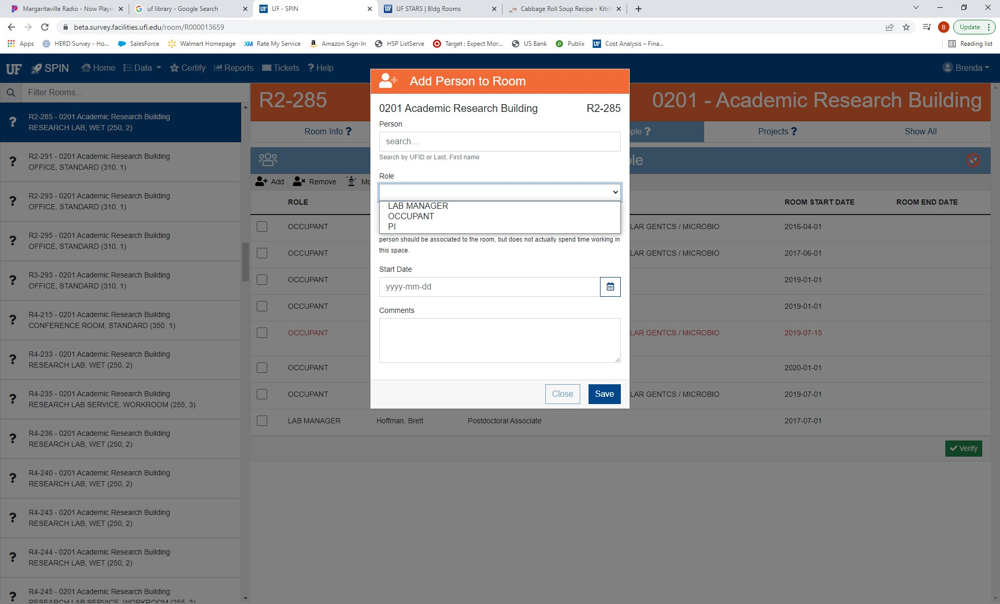 Margaritaville Radio - Now Playin
uf library - Google Search
UF - SPIN
UF STARS | Bldg Rooms
Cabbage Roll Soup Recipe - Kitch
beta.survey.facilities.ufl.edu/room/R000013659
B
Update
Apps
HERD Survey - Ho...
SalesForce
Walmart Homepage
XM Rate My Service
Amazon Sign-In
HSP ListServe
Target : Expect Mor...
US Bank
Publix
UF Cost Analysis – Fina...
Reading list
UF SPIN Home Data Certify Reports Tickets ? Help
Brenda
Filter Rooms...
R2-285 - 0201 Academic Research Building
RESEARCH LAB, WET (250, 2)
R2-291 - 0201 Academic Research Building
OFFICE, STANDARD (310, 1)
R2-293 - 0201 Academic Research Building
OFFICE, STANDARD (310, 1)
R2-295 - 0201 Academic Research Building
OFFICE, STANDARD (310, 1)
R3-293 - 0201 Academic Research Building
OFFICE, STANDARD (310, 1)
R4-215 - 0201 Academic Research Building
CONFERENCE ROOM, STANDARD (350, 1)
R4-233 - 0201 Academic Research Building
RESEARCH LAB, WET (250, 2)
R4-235 - 0201 Academic Research Building
RESEARCH LAB SERVICE, WORKROOM (255, 3)
R4-236 - 0201 Academic Research Building
RESEARCH LAB, WET (250, 2)
R4-240 - 0201 Academic Research Building
RESEARCH LAB, WET (250, 2)
R4-243 - 0201 Academic Research Building
RESEARCH LAB, WET (250, 2)
R4-244 - 0201 Academic Research Building
RESEARCH LAB, WET (250, 2)
R4-245 - 0201 Academic Research Building
RESEARCH LAB SERVICE, WORKROOM (255, 3)
R2-285
0201 - Academic Research Building
Room Info ?
ple ?
Projects ?
Show All
le
Add
Remove
Mo
ROLE
ROOM START DATE
ROOM END DATE
OCCUPANT LAR GENTCS / MICROBIO 2016-04-01
OCCUPANT LAR GENTCS / MICROBIO 2017-06-01
OCCUPANT 2019-01-01
OCCUPANT 2019-01-01
OCCUPANT LAR GENTCS / MICROBIO 2019-07-15
OCCUPANT 2020-01-01
OCCUPANT LAR GENTCS / MICROBIO 2019-07-01
LAB MANAGER Hoffman, Brett Postdoctoral Associate 2017-07-01
Verify
Add Person to Room
0201 Academic Research Building R2-285
Person
search...
Search by UFID or Last, First name
Role
LAB MANAGER
OCCUPANT
PI
person should be associated to the room, but does not actually spend time working in
this space.
Start Date
yyyy-mm-dd
Comments
Close
Save